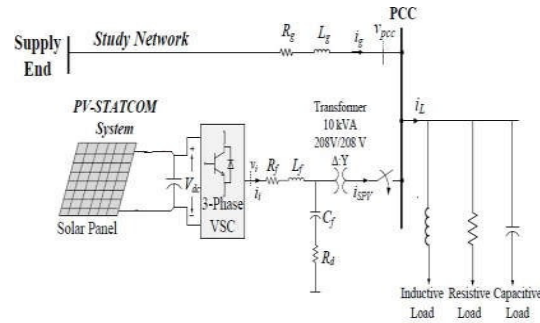 PCC
Supply
End
Study Network
R_g
L_g
i_g
v_pcc
PV-STATCOM
System
Transformer
10 kVA
208V/208 V
Δ:Y
i_L
+
V_dc
-
3-Phase
VSC
v_i
i_i
R_f
L_f
i_SPV
C_f
R_d
Solar Panel
Inductive
Load
Resistive
Load
Capacitive
Load